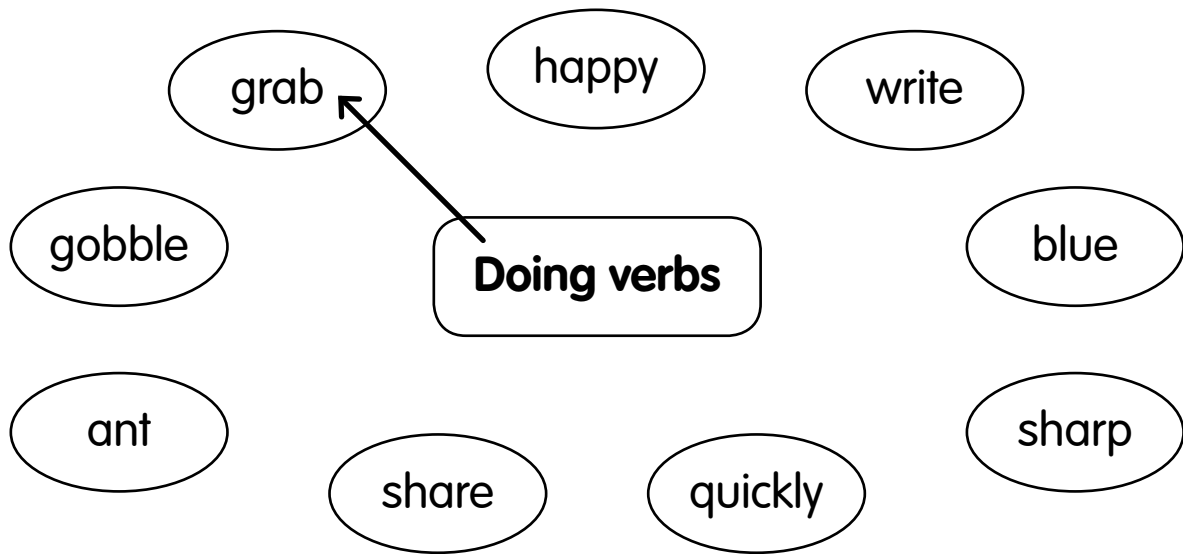 grab
happy
write
gobble
Doing verbs
blue
ant
sharp
share
quickly